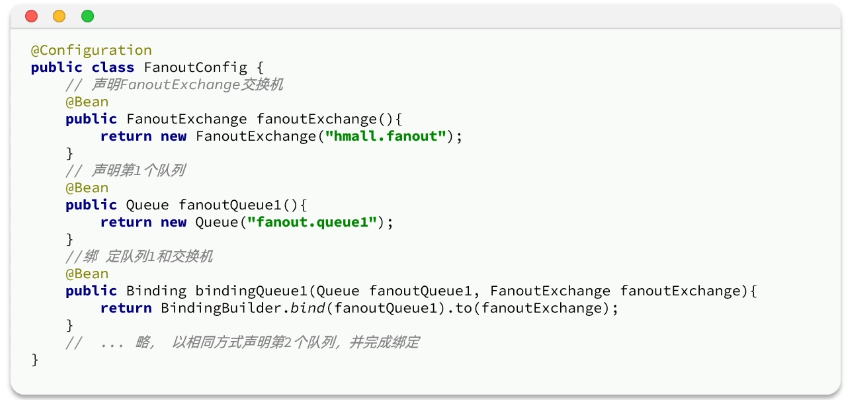 @Configuration
public class FanoutConfig {
    // 声明FanoutExchange交换机
    @Bean
    public FanoutExchange fanoutExchange(){
        return new FanoutExchange("hmall.fanout");
    }
    // 声明第1个队列
    @Bean
    public Queue fanoutQueue1(){
        return new Queue("fanout.queue1");
    }
    //绑 定队列1和交换机
    @Bean
    public Binding bindingQueue1(Queue fanoutQueue1, FanoutExchange fanoutExchange){
        return BindingBuilder.bind(fanoutQueue1).to(fanoutExchange);
    }
    //  ... 略， 以相同方式声明第2个队列，并完成绑定
}